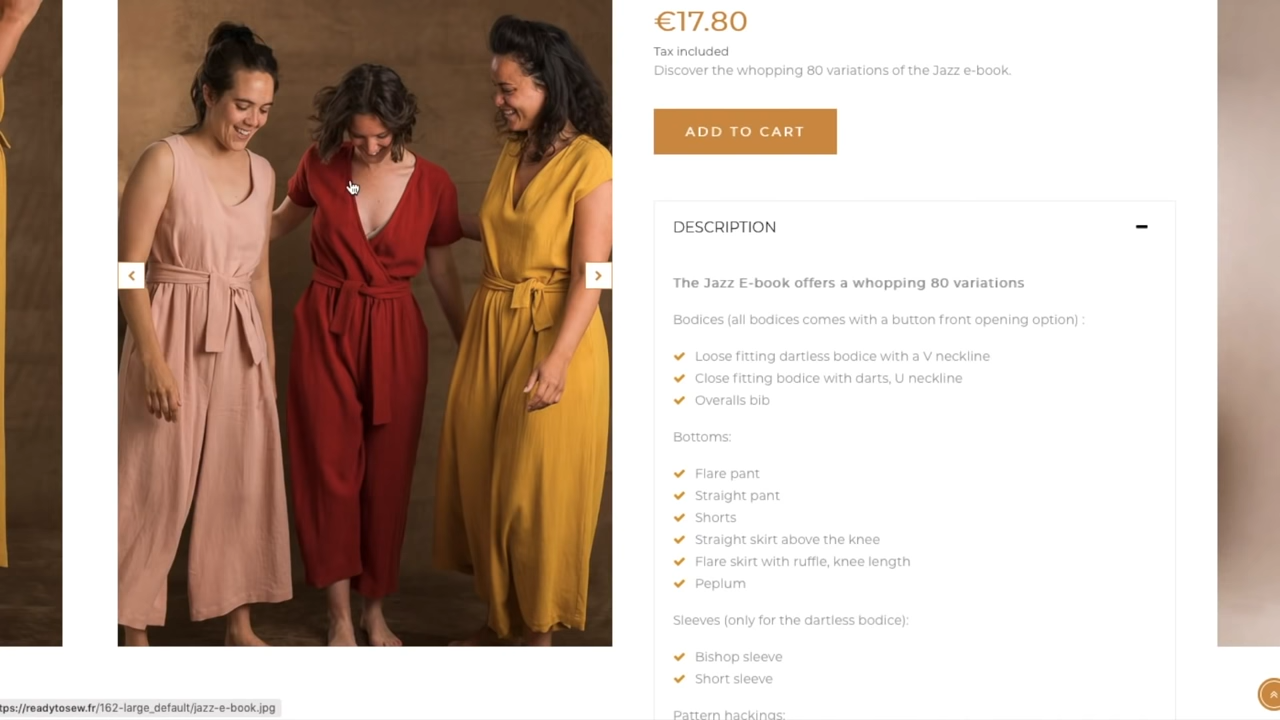 €17.80
Tax included
Discover the whopping 80 variations of the Jazz e-book.
ADD TO CART
DESCRIPTION
The Jazz E-book offers a whopping 80 variations
Bodices (all bodices comes with a button front opening option) :
Loose fitting dartless bodice with a V neckline
Close fitting bodice with darts, U neckline
Overalls bib
Bottoms:
Flare pant
Straight pant
Shorts
Straight skirt above the knee
Flare skirt with ruffle, knee length
Peplum
Sleeves (only for the dartless bodice):
Bishop sleeve
Short sleeve
Pattern hackings:
tps://readytosew.fr/162-large_default/jazz-e-book.jpg